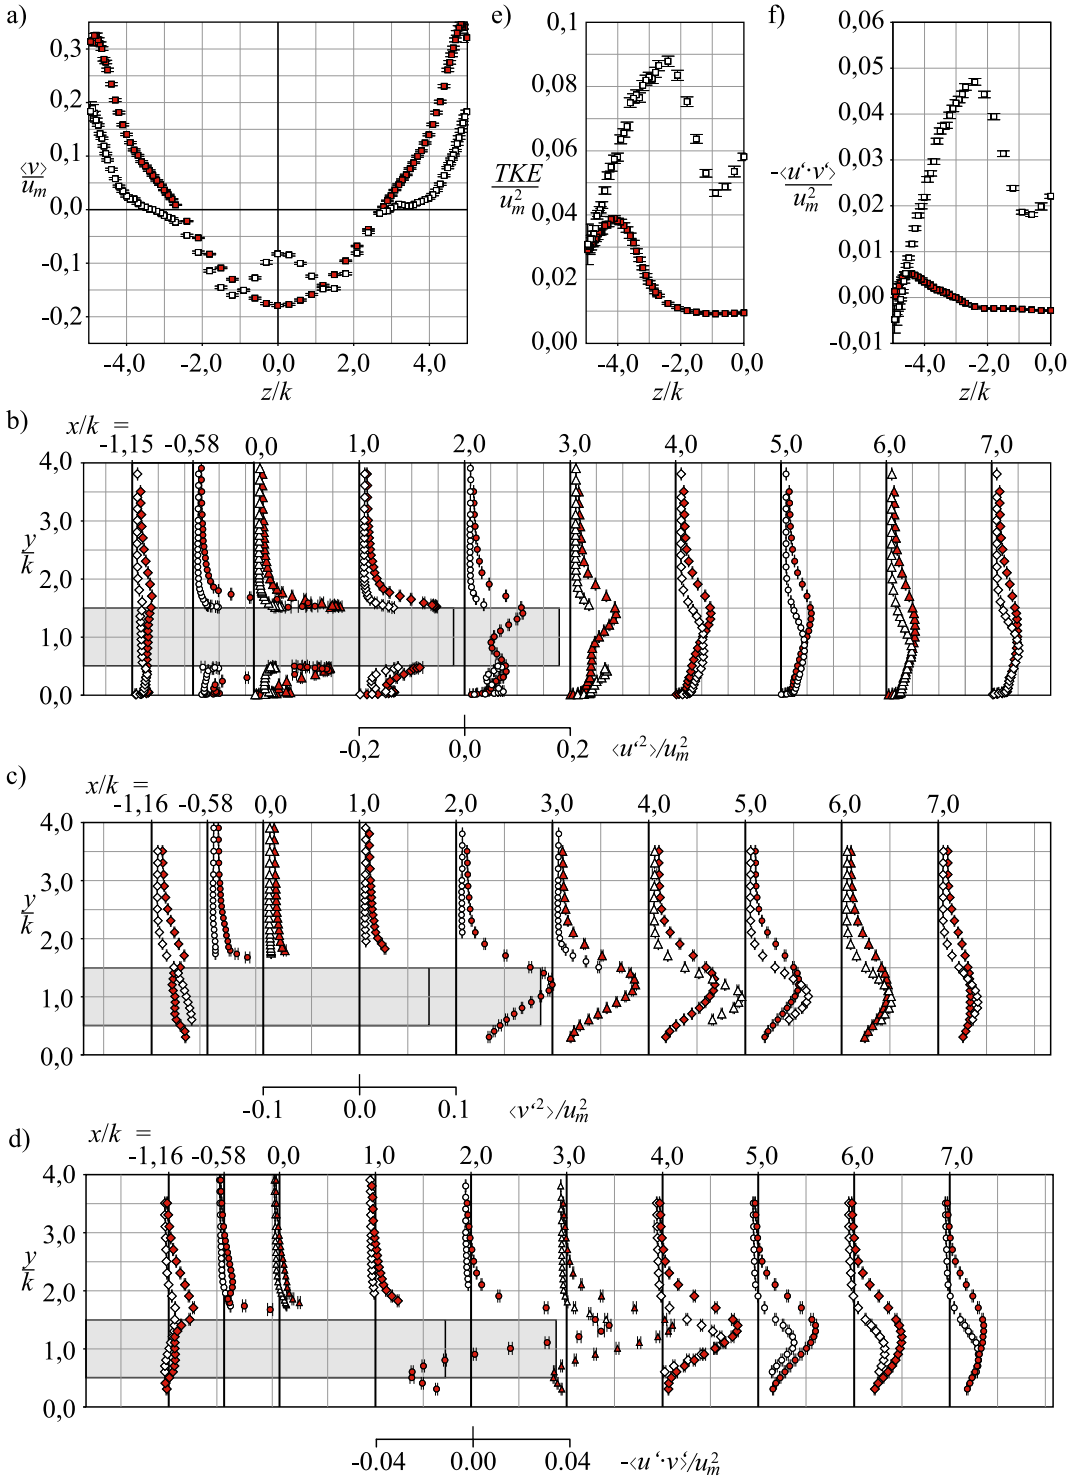 a)
e)
f)
0,3
0,2
0,1
0,0
-0,1
-0,2
⟨v⟩/u_m
-4,0 -2,0 0,0 2,0 4,0
z/k
0,1
0,08
0,06
0,04
0,02
0,00
TKE/u_m^2
-4,0 -2,0 0,0
z/k
0,06
0,05
0,04
0,03
0,02
0,01
0,00
-0,01
-⟨u‘·v‘⟩/u_m^2
-4,0 -2,0 0,0
z/k
b)
x/k =
-1,15 -0,58 0,0 1,0 2,0 3,0 4,0 5,0 6,0 7,0
4,0
3,0
y/k
2,0
1,0
0,0
-0,2 0,0 0,2 ⟨u‘²⟩/u_m^2
c)
x/k =
-1,16 -0,58 0,0 1,0 2,0 3,0 4,0 5,0 6,0 7,0
4,0
3,0
y/k
2,0
1,0
0,0
-0.1 0.0 0.1 ⟨v‘²⟩/u_m^2
d)
x/k =
-1,16 -0,58 0,0 1,0 2,0 3,0 4,0 5,0 6,0 7,0
4,0
3,0
y/k
2,0
1,0
0,0
-0.04 0.00 0.04 -⟨u‘·v‘⟩/u_m^2